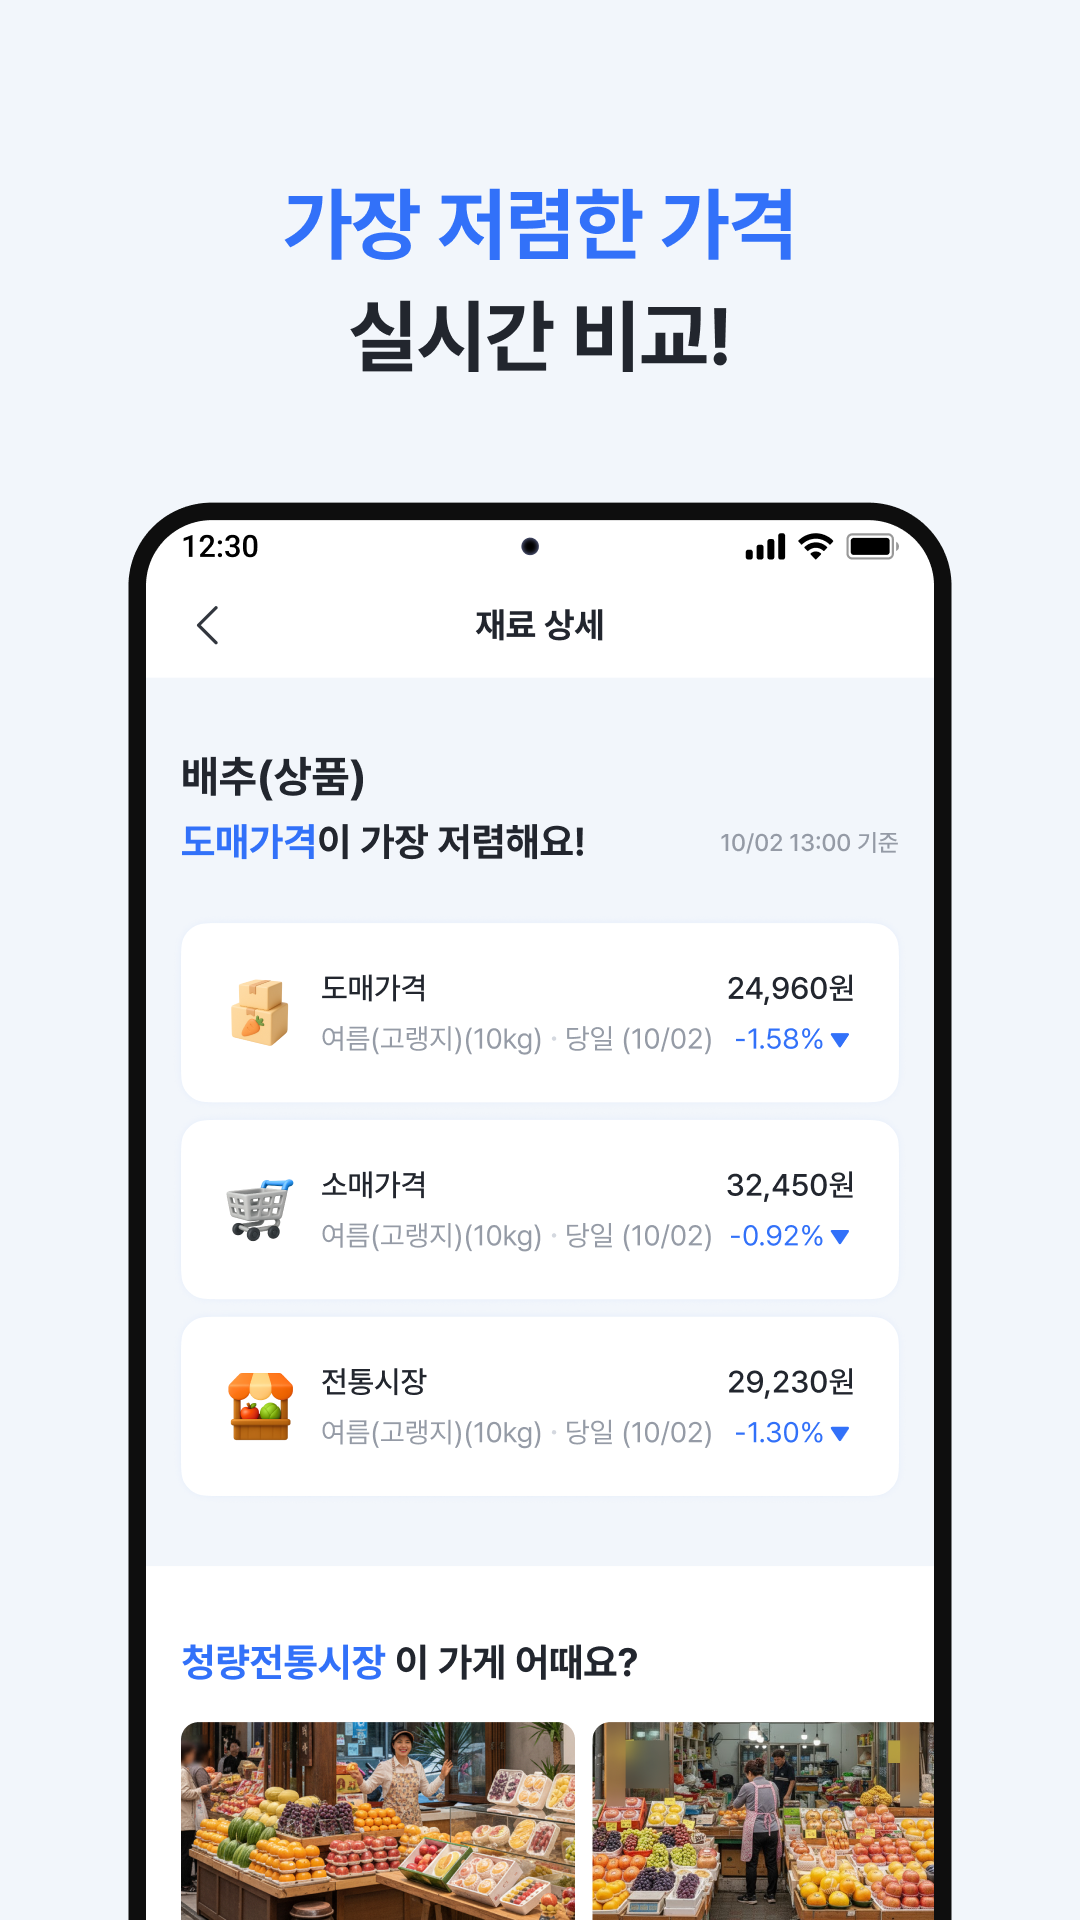 가장 저렴한 가격
실시간 비교!
12:30
재료 상세
배추(상품)
도매가격이 가장 저렴해요!
10/02 13:00 기준
도매가격
24,960원
여름(고랭지)(10kg) · 당일 (10/02)
-1.58%▼
소매가격
32,450원
여름(고랭지)(10kg) · 당일 (10/02)
-0.92%▼
전통시장
29,230원
여름(고랭지)(10kg) · 당일 (10/02)
-1.30%▼
청량전통시장 이 가게 어때요?